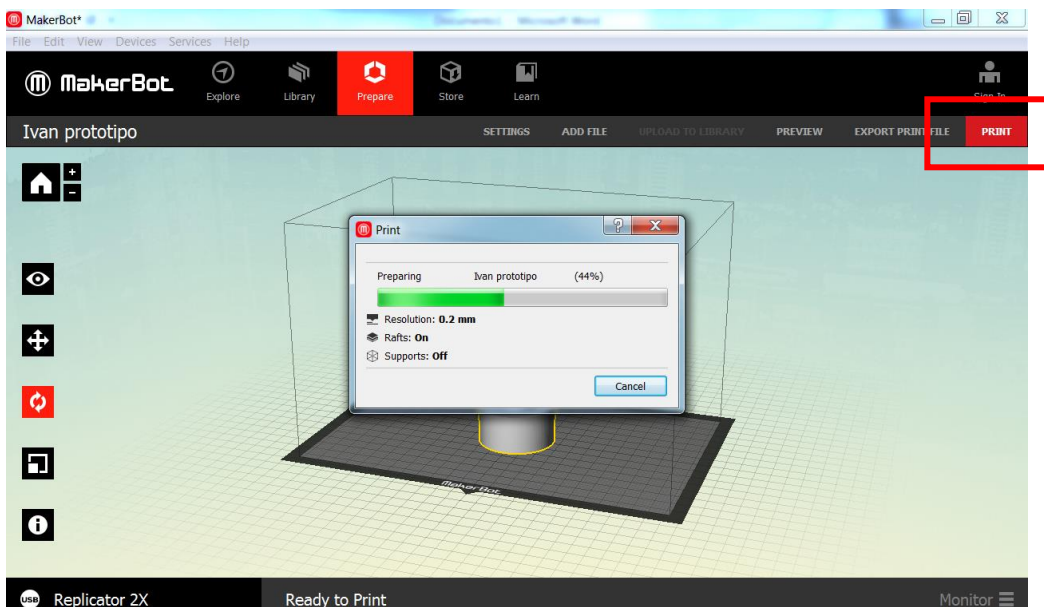 MakerBot*
File Edit View Devices Services Help
MakerBot
Explore
Library
Prepare
Store
Learn
Sign In
Ivan prototipo
SETTINGS
ADD FILE
UPLOAD TO LIBRARY
PREVIEW
EXPORT PRINT FILE
PRINT
Print
Preparing Ivan prototipo (44%)
Resolution: 0.2 mm
Rafts: On
Supports: Off
Cancel
MakerBot
USB Replicator 2X
Ready to Print
Monitor